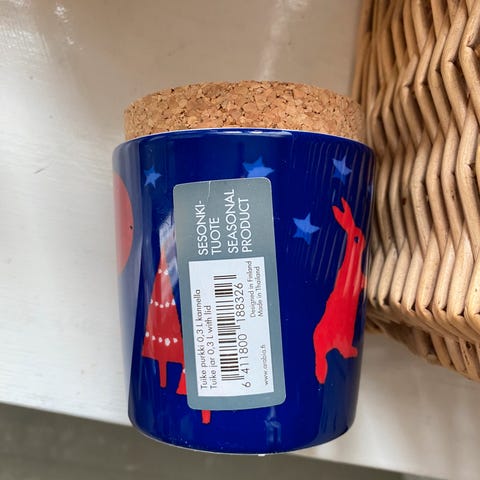 SESONKI-
TUOTE
SEASONAL
PRODUCT
Tuike purkki 0,3 L kannella
Tuike jar 0,3 L with lid
6 411800 188326
Designed in Finland
Made in Thailand
www.arabia.fi